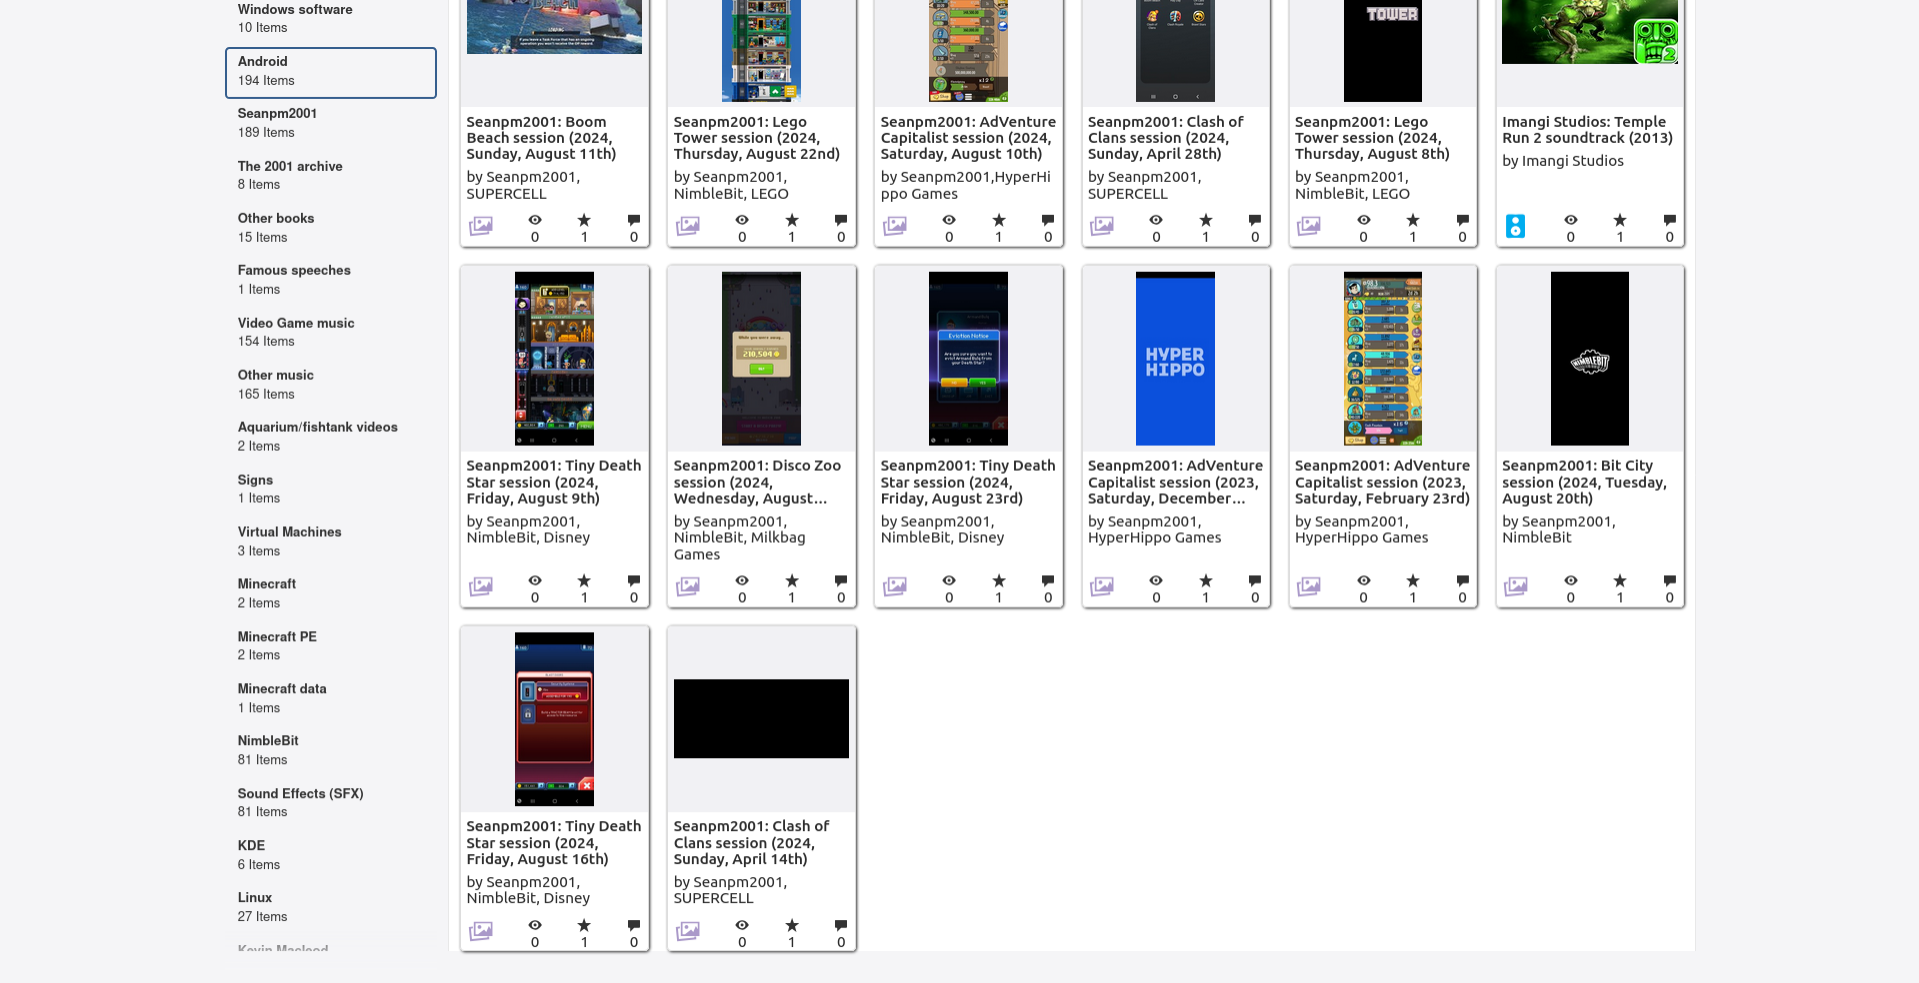 Windows software
10 Items
Android
194 Items
Seanpm2001
189 Items
The 2001 archive
8 Items
Other books
15 Items
Famous speeches
1 Items
Video Game music
154 Items
Other music
165 Items
Aquarium/fishtank videos
2 Items
Signs
1 Items
Virtual Machines
3 Items
Minecraft
2 Items
Minecraft PE
2 Items
Minecraft data
1 Items
NimbleBit
81 Items
Sound Effects (SFX)
81 Items
KDE
6 Items
Linux
27 Items
Kevin Macleod
TOWER
2
Seanpm2001: Boom
Beach session (2024,
Sunday, August 11th)
by Seanpm2001,
SUPERCELL
0 1 0
Seanpm2001: Lego
Tower session (2024,
Thursday, August 22nd)
by Seanpm2001,
NimbleBit, LEGO
0 1 0
Seanpm2001: AdVenture
Capitalist session (2024,
Saturday, August 10th)
by Seanpm2001,HyperHi
ppo Games
0 1 0
Seanpm2001: Clash of
Clans session (2024,
Sunday, April 28th)
by Seanpm2001,
SUPERCELL
0 1 0
Seanpm2001: Lego
Tower session (2024,
Thursday, August 8th)
by Seanpm2001,
NimbleBit, LEGO
0 1 0
Imangi Studios: Temple
Run 2 soundtrack (2013)
by Imangi Studios
0 1 0
Seanpm2001: Tiny Death
Star session (2024,
Friday, August 9th)
by Seanpm2001,
NimbleBit, Disney
0 1 0
While you were away...
210,504
Seanpm2001: Disco Zoo
session (2024,
Wednesday, August...
by Seanpm2001,
NimbleBit, Milkbag
Games
0 1 0
Eviction Notice
Seanpm2001: Tiny Death
Star session (2024,
Friday, August 23rd)
by Seanpm2001,
NimbleBit, Disney
0 1 0
HYPER
HIPPO
Seanpm2001: AdVenture
Capitalist session (2023,
Saturday, December...
by Seanpm2001,
HyperHippo Games
0 1 0
Seanpm2001: AdVenture
Capitalist session (2023,
Saturday, February 23rd)
by Seanpm2001,
HyperHippo Games
0 1 0
NIMBLEBIT
Seanpm2001: Bit City
session (2024, Tuesday,
August 20th)
by Seanpm2001,
NimbleBit
0 1 0
Seanpm2001: Tiny Death
Star session (2024,
Friday, August 16th)
by Seanpm2001,
NimbleBit, Disney
0 1 0
Seanpm2001: Clash of
Clans session (2024,
Sunday, April 14th)
by Seanpm2001,
SUPERCELL
0 1 0